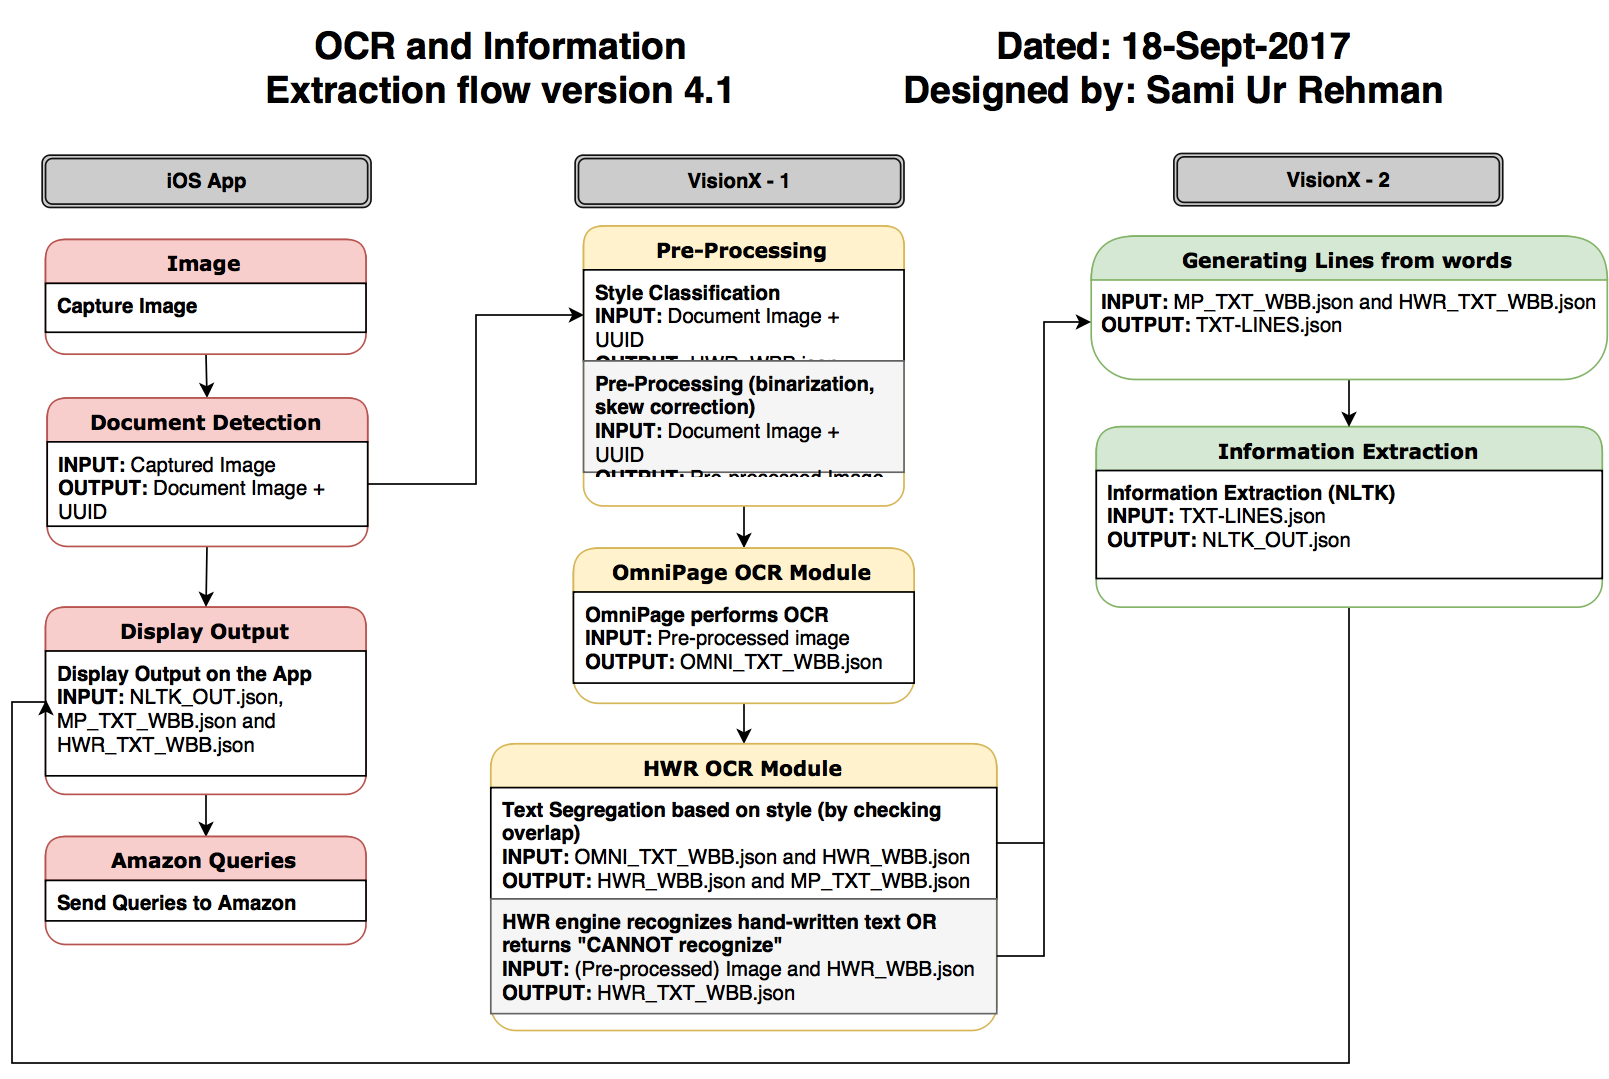 OCR and Information
Extraction flow version 4.1
Dated: 18-Sept-2017
Designed by: Sami Ur Rehman
iOS App
Image
Capture Image
Document Detection
INPUT: Captured Image
OUTPUT: Document Image +
UUID
Display Output
Display Output on the App
INPUT: NLTK_OUT.json,
MP_TXT_WBB.json and
HWR_TXT_WBB.json
Amazon Queries
Send Queries to Amazon
VisionX - 1
Pre-Processing
Style Classification
INPUT: Document Image +
UUID
OUTPUT: HWR_WBB.json
Pre-Processing (binarization,
skew correction)
INPUT: Document Image +
UUID
OUTPUT: Pre-processed Image
OmniPage OCR Module
OmniPage performs OCR
INPUT: Pre-processed image
OUTPUT: OMNI_TXT_WBB.json
HWR OCR Module
Text Segregation based on style (by checking
overlap)
INPUT: OMNI_TXT_WBB.json and HWR_WBB.json
OUTPUT: HWR_WBB.json and MP_TXT_WBB.json
HWR engine recognizes hand-written text OR
returns "CANNOT recognize"
INPUT: (Pre-processed) Image and HWR_WBB.json
OUTPUT: HWR_TXT_WBB.json
VisionX - 2
Generating Lines from words
INPUT: MP_TXT_WBB.json and HWR_TXT_WBB.json
OUTPUT: TXT-LINES.json
Information Extraction
Information Extraction (NLTK)
INPUT: TXT-LINES.json
OUTPUT: NLTK_OUT.json